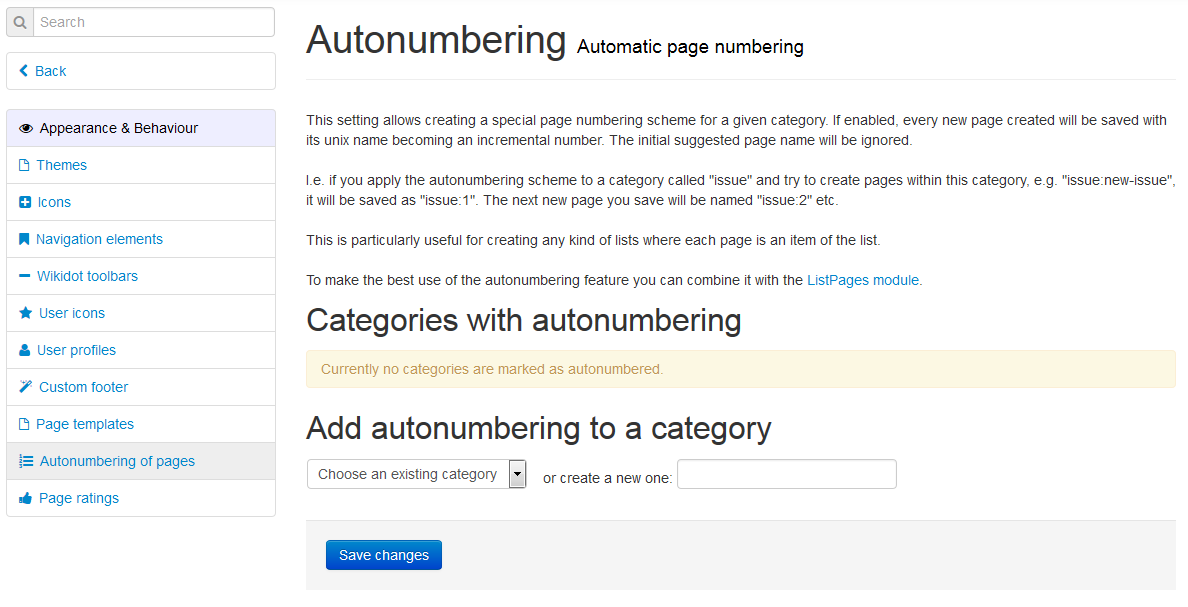 Search
Back
Appearance & Behaviour
Themes
Icons
Navigation elements
Wikidot toolbars
User icons
User profiles
Custom footer
Page templates
Autonumbering of pages
Page ratings
Autonumbering Automatic page numbering
This setting allows creating a special page numbering scheme for a given category. If enabled, every new page created will be saved with
its unix name becoming an incremental number. The initial suggested page name will be ignored.
I.e. if you apply the autonumbering scheme to a category called "issue" and try to create pages within this category, e.g. "issue:new-issue",
it will be saved as "issue:1". The next new page you save will be named "issue:2" etc.
This is particularly useful for creating any kind of lists where each page is an item of the list.
To make the best use of the autonumbering feature you can combine it with the ListPages module.
Categories with autonumbering
Currently no categories are marked as autonumbered.
Add autonumbering to a category
Choose an existing category or create a new one:
Save changes